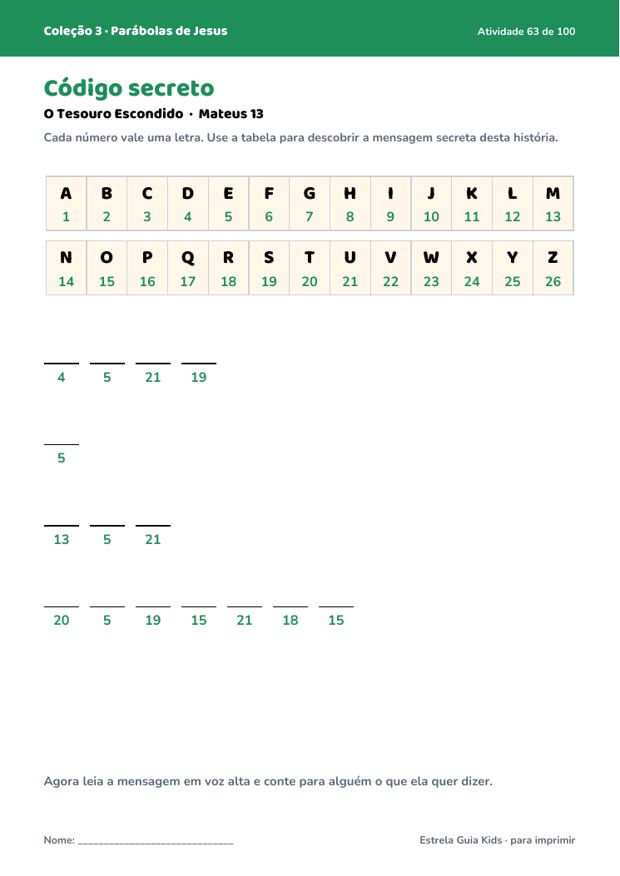 Coleção 3 · Parábolas de Jesus
Atividade 63 de 100
Código secreto
O Tesouro Escondido · Mateus 13
Cada número vale uma letra. Use a tabela para descobrir a mensagem secreta desta história.
A B C D E F G H I J K L M
1 2 3 4 5 6 7 8 9 10 11 12 13
N O P Q R S T U V W X Y Z
14 15 16 17 18 19 20 21 22 23 24 25 26
4 5 21 19
5
13 5 21
20 5 19 15 21 18 15
Agora leia a mensagem em voz alta e conte para alguém o que ela quer dizer.
Nome: ______________________________
Estrela Guia Kids · para imprimir